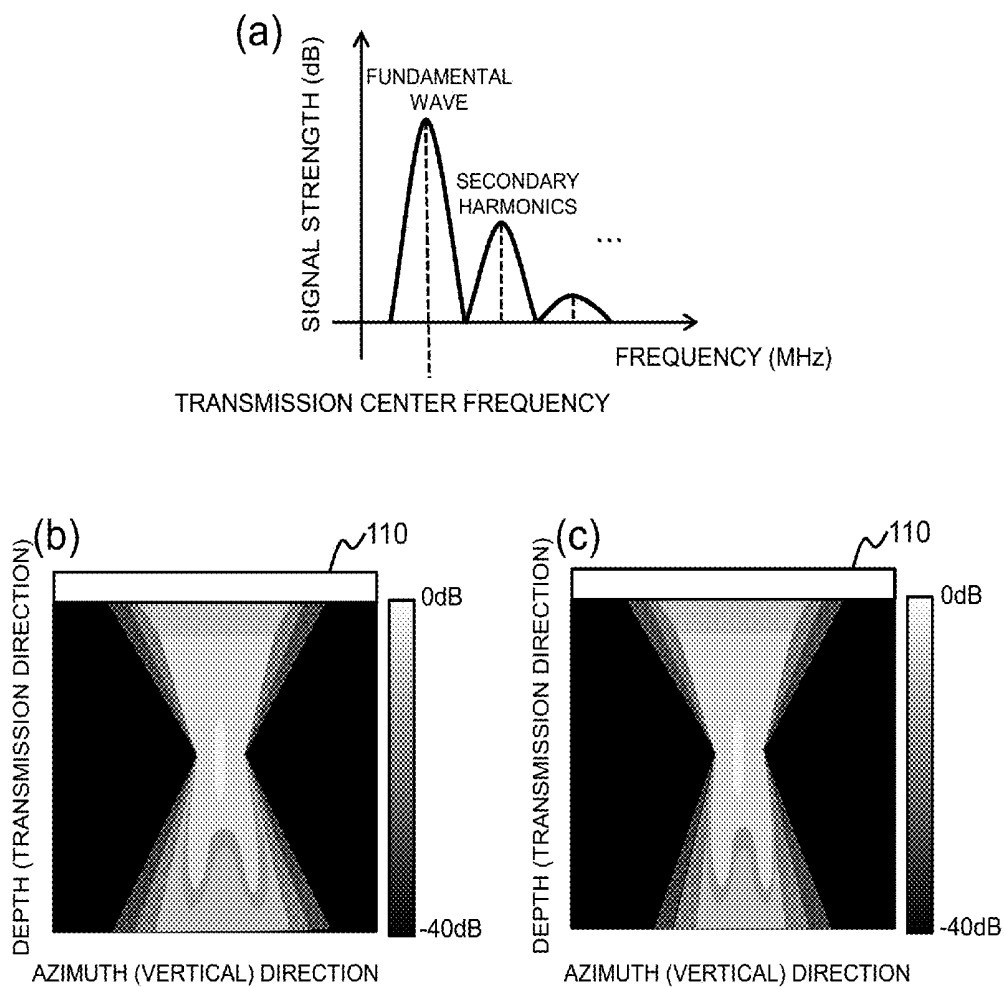 (a)
SIGNAL STRENGTH (dB)
FUNDAMENTAL
WAVE
SECONDARY
HARMONICS
...
FREQUENCY (MHz)
TRANSMISSION CENTER FREQUENCY
(b)
110
DEPTH (TRANSMISSION DIRECTION)
0dB
-40dB
AZIMUTH (VERTICAL) DIRECTION
(c)
110
DEPTH (TRANSMISSION DIRECTION)
0dB
-40dB
AZIMUTH (VERTICAL) DIRECTION